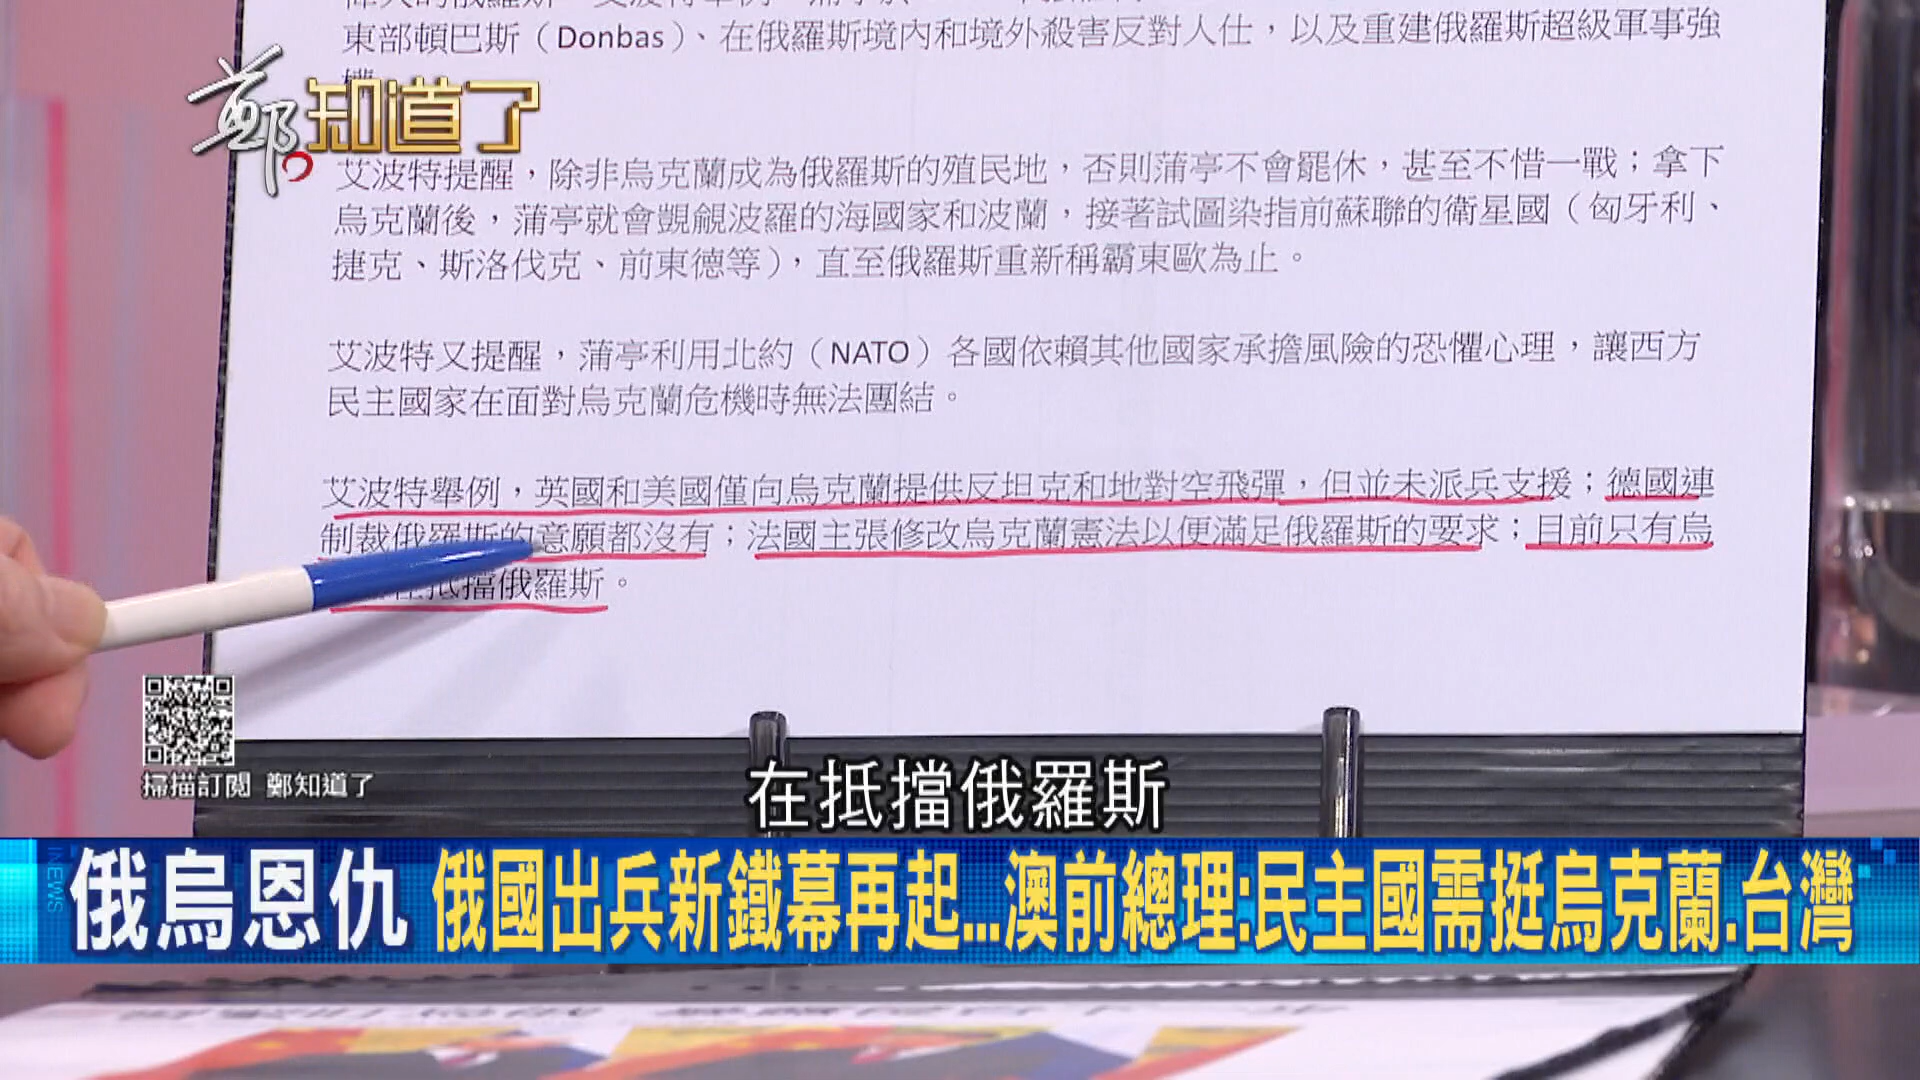 東部頓巴斯（Donbas）、在俄羅斯境內和境外殺害反對人仕，以及重建俄羅斯超級軍事強
鄭知道了
艾波特提醒，除非烏克蘭成為俄羅斯的殖民地，否則蒲亭不會罷休，甚至不惜一戰；拿下
烏克蘭後，蒲亭就會覬覦波羅的海國家和波蘭，接著試圖染指前蘇聯的衛星國（匈牙利、
捷克、斯洛伐克、前東德等），直至俄羅斯重新稱霸東歐為止。
艾波特又提醒，蒲亭利用北約（NATO）各國依賴其他國家承擔風險的恐懼心理，讓西方
民主國家在面對烏克蘭危機時無法團結。
艾波特舉例，英國和美國僅向烏克蘭提供反坦克和地對空飛彈，但並未派兵支援；德國連
制裁俄羅斯的意願都沒有；法國主張修改烏克蘭憲法以便滿足俄羅斯的要求；目前只有烏
抵擋俄羅斯。
掃描訂閱 鄭知道了
在抵擋俄羅斯
INEWS
俄烏恩仇 俄國出兵新鐵幕再起...澳前總理:民主國需挺烏克蘭.台灣